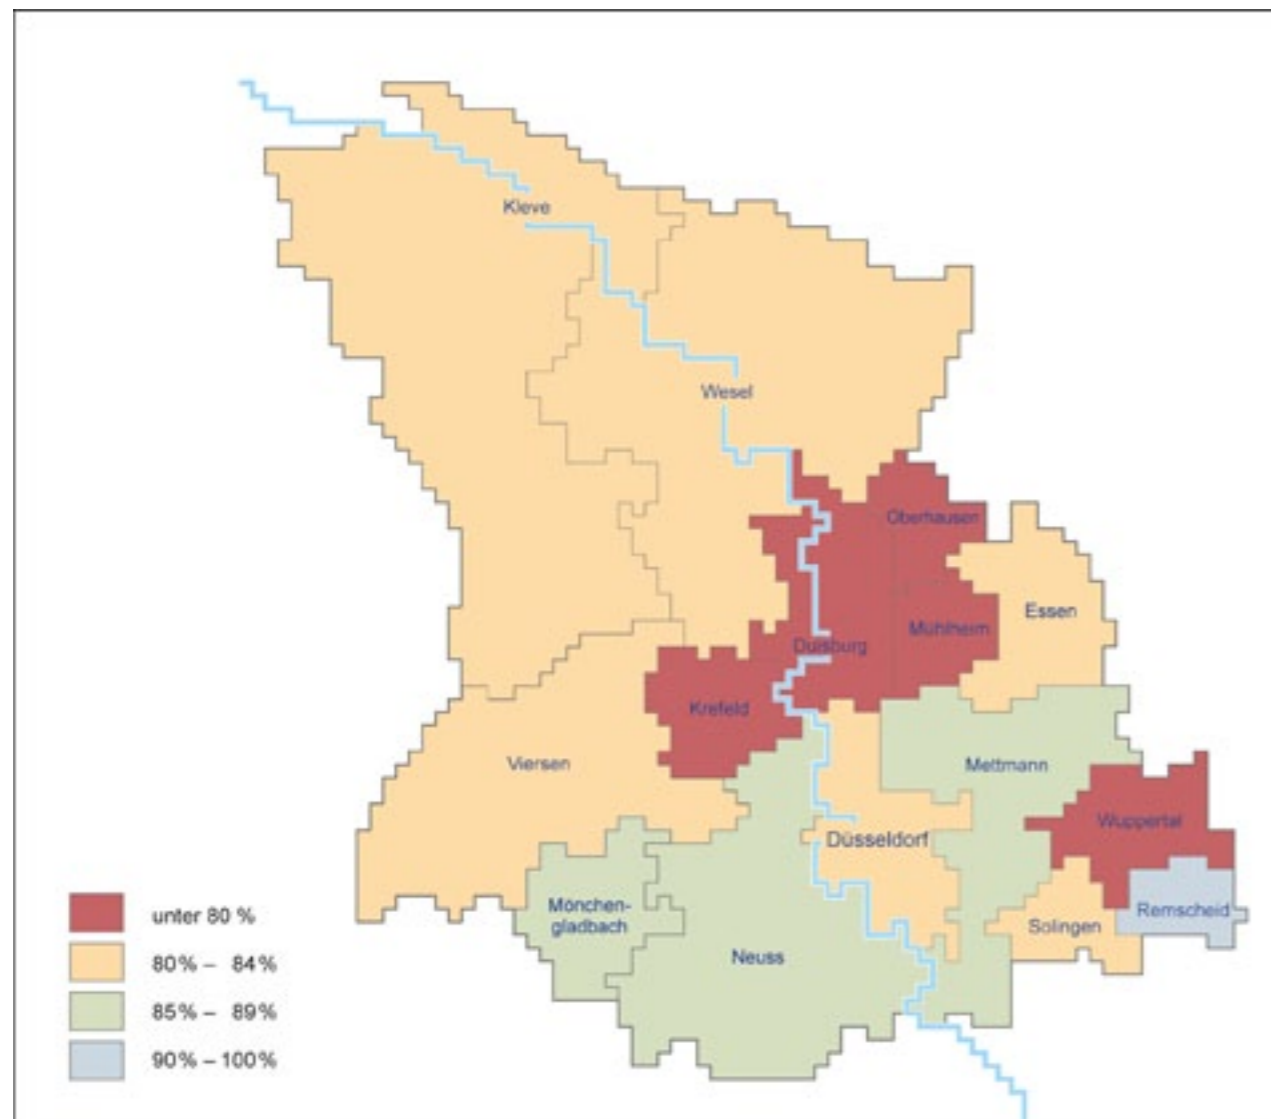 Kleve
Wesel
Oberhausen
Essen
Mühlheim
Duisburg
Krefeld
Viersen
Mettmann
Wuppertal
Düsseldorf
Mönchen-
gladbach
Remscheid
Solingen
Neuss
unter 80 %
80% – 84%
85% – 89%
90% – 100%